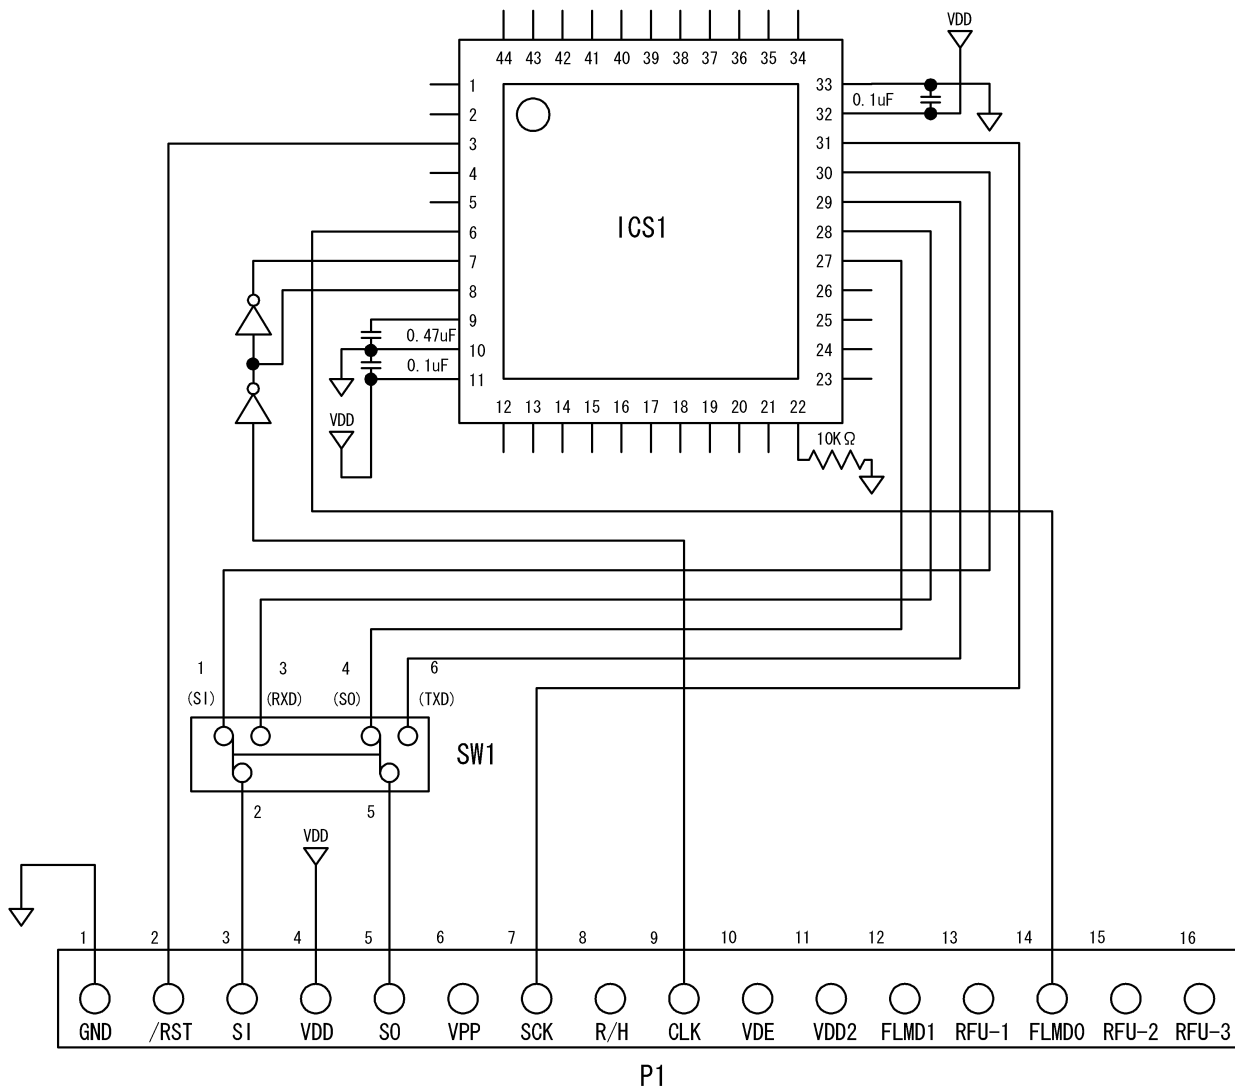 VDD
44 43 42 41 40 39 38 37 36 35 34
1 33
0.1uF
2 32
3 31
4 30
5 29
ICS1
6 28
7 27
8 26
9 25
0.47uF
10 24
0.1uF
11 23
12 13 14 15 16 17 18 19 20 21 22
VDD
10KΩ
1 3 4 6
(SI) (RXD) (SO) (TXD)
SW1
2 5
VDD
1 2 3 4 5 6 7 8 9 10 11 12 13 14 15 16
GND /RST SI VDD SO VPP SCK R/H CLK VDE VDD2 FLMD1 RFU-1 FLMD0 RFU-2 RFU-3
P1